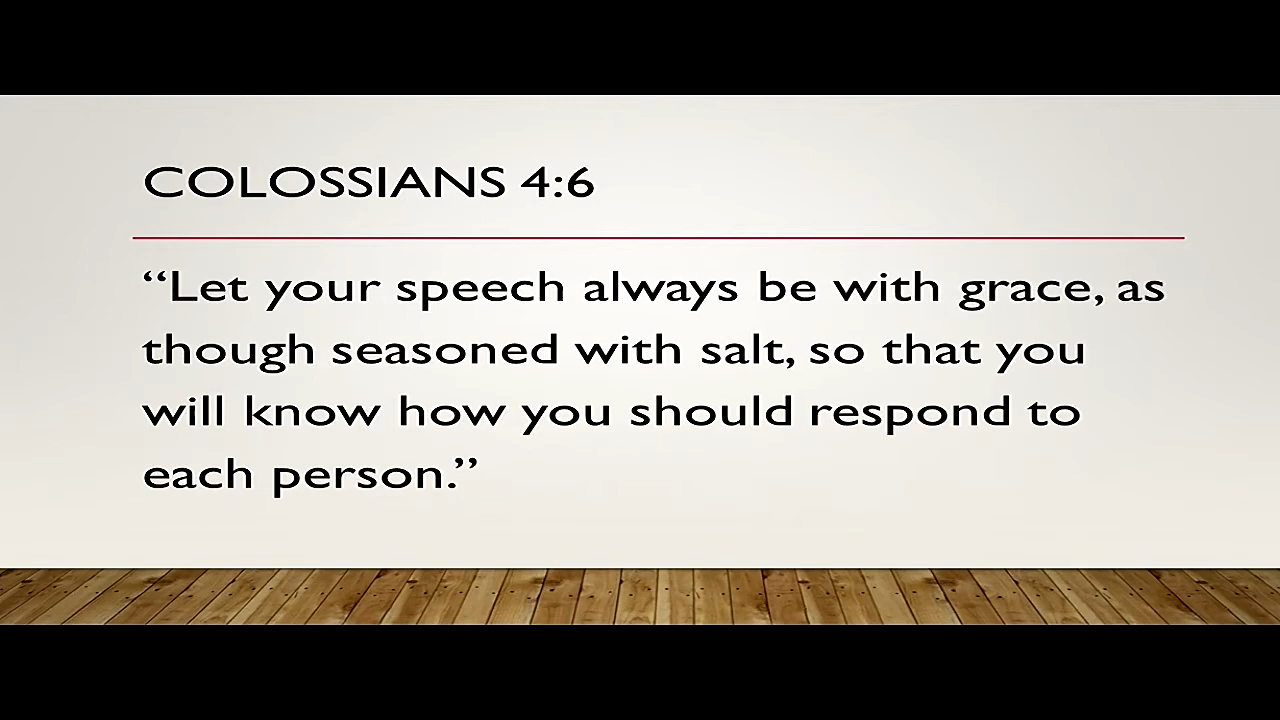 COLOSSIANS 4:6
“Let your speech always be with grace, as
though seasoned with salt, so that you
will know how you should respond to
each person.”